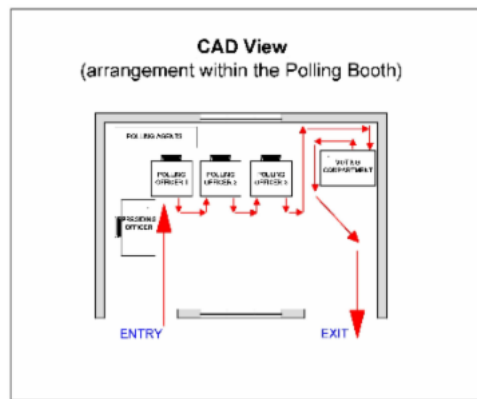 CAD View
(arrangement within the Polling Booth)
POLLING AGENTS
POLLING
OFFICER 1
POLLING
OFFICER 2
POLLING
OFFICER 3
COMPARTMENT
PRESIDING
OFFICER
ENTRY
EXIT